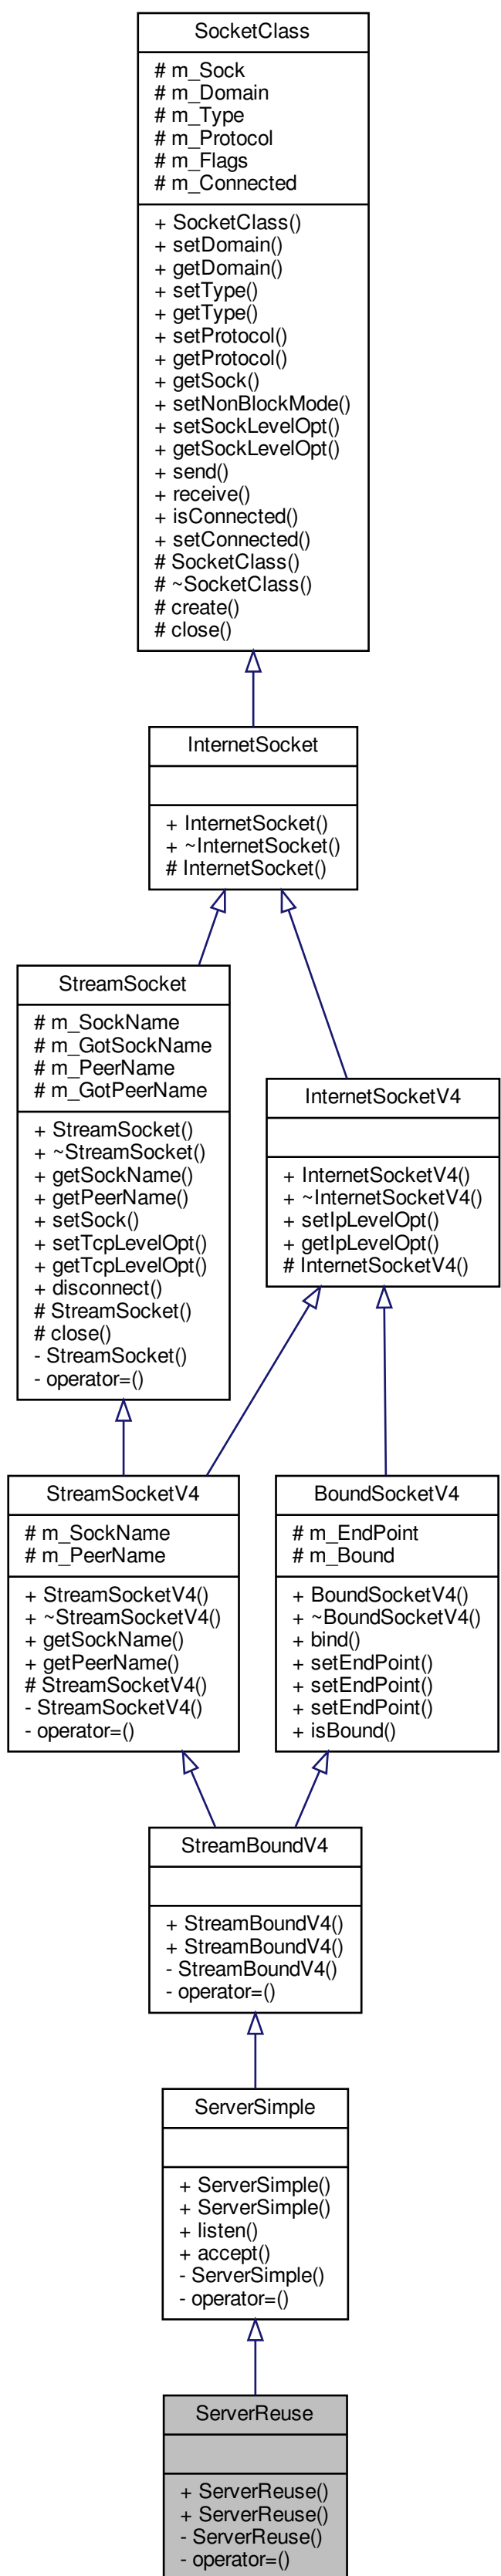 SocketClass
# m_Sock
# m_Domain
# m_Type
# m_Protocol
# m_Flags
# m_Connected
+ SocketClass()
+ setDomain()
+ getDomain()
+ setType()
+ getType()
+ setProtocol()
+ getProtocol()
+ getSock()
+ setNonBlockMode()
+ setSockLevelOpt()
+ getSockLevelOpt()
+ send()
+ receive()
+ isConnected()
+ setConnected()
# SocketClass()
# ~SocketClass()
# create()
# close()
InternetSocket
+ InternetSocket()
+ ~InternetSocket()
# InternetSocket()
StreamSocket
# m_SockName
# m_GotSockName
# m_PeerName
# m_GotPeerName
+ StreamSocket()
+ ~StreamSocket()
+ getSockName()
+ getPeerName()
+ setSock()
+ setTcpLevelOpt()
+ getTcpLevelOpt()
+ disconnect()
# StreamSocket()
# close()
- StreamSocket()
- operator=()
InternetSocketV4
+ InternetSocketV4()
+ ~InternetSocketV4()
+ setIpLevelOpt()
+ getIpLevelOpt()
# InternetSocketV4()
StreamSocketV4
# m_SockName
# m_PeerName
+ StreamSocketV4()
+ ~StreamSocketV4()
+ getSockName()
+ getPeerName()
# StreamSocketV4()
- StreamSocketV4()
- operator=()
BoundSocketV4
# m_EndPoint
# m_Bound
+ BoundSocketV4()
+ ~BoundSocketV4()
+ bind()
+ setEndPoint()
+ setEndPoint()
+ setEndPoint()
+ isBound()
StreamBoundV4
+ StreamBoundV4()
+ StreamBoundV4()
- StreamBoundV4()
- operator=()
ServerSimple
+ ServerSimple()
+ ServerSimple()
+ listen()
+ accept()
- ServerSimple()
- operator=()
ServerReuse
+ ServerReuse()
+ ServerReuse()
- ServerReuse()
- operator=()